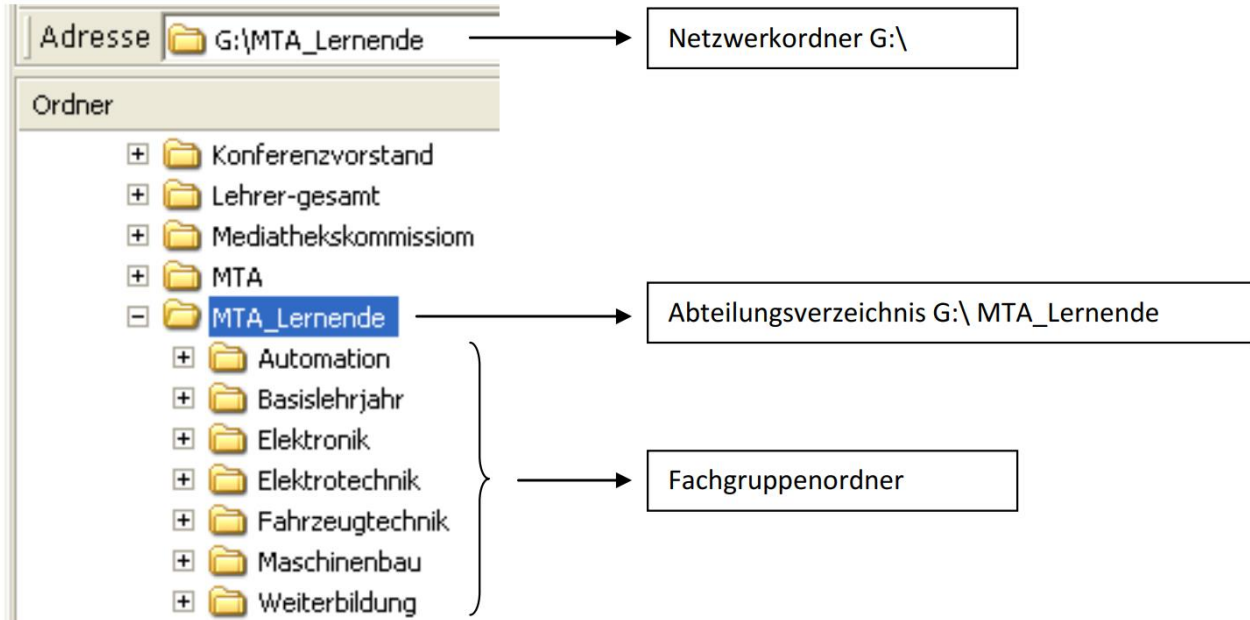 Adresse G:\MTA_Lernende Netzwerkordner G:\
Ordner
Konferenzvorstand
Lehrer-gesamt
Mediathekskommissiom
MTA
MTA_Lernende Abteilungsverzeichnis G:\ MTA_Lernende
Automation
Basislehrjahr
Elektronik
Elektrotechnik Fachgruppenordner
Fahrzeugtechnik
Maschinenbau
Weiterbildung